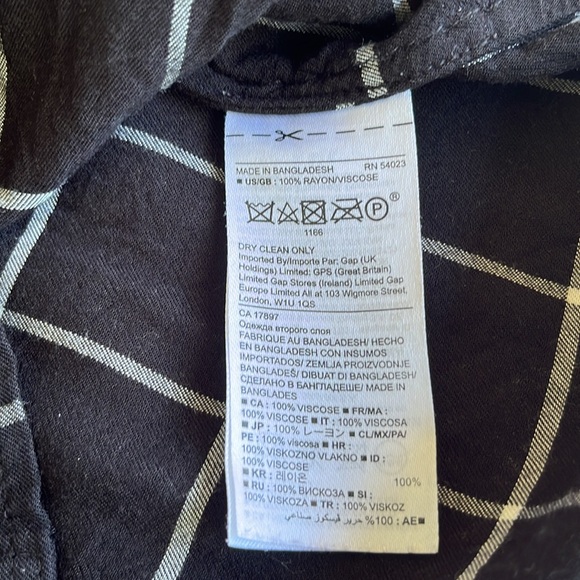 MADE IN BANGLADESH RN 54023
■ US/GB : 100% RAYON/VISCOSE
P ®
1166
DRY CLEAN ONLY
Imported By/Importe Par; Gap (UK
Holdings) Limited; GPS (Great Britain)
Limited Gap Stores (Ireland) Limited Gap
Europe Limited All at 103 Wigmore Street,
London, W1U 1QS
CA 17897
Одежда второго слоя
FABRIQUE AU BANGLADESH/ HECHO
EN BANGLADESH CON INSUMOS
IMPORTADOS/ ZEMLJA PROIZVODNJE
BANGLADEŠ/ DIBUAT DI BANGLADESH/
СДЕЛАНО В БАНГЛАДЕШЕ/ MADE IN
BANGLADES
■ CA : 100% VISCOSE ■ FR/MA :
100% VISCOSE ■ IT : 100% VISCOSA
■ JP : 100% レーヨン ■ CL/MX/PA/
PE : 100% viscosa ■ HR :
100% VISKOZNO VLAKNO ■ ID :
100% VISCOSE
■ KR : 레이온 100%
■ RU : 100% ВИСКОЗА ■ SI :
100% VISKOZA ■ TR : 100% VISKOZ
■ AE : 100% حرير فيسكوز صناعي